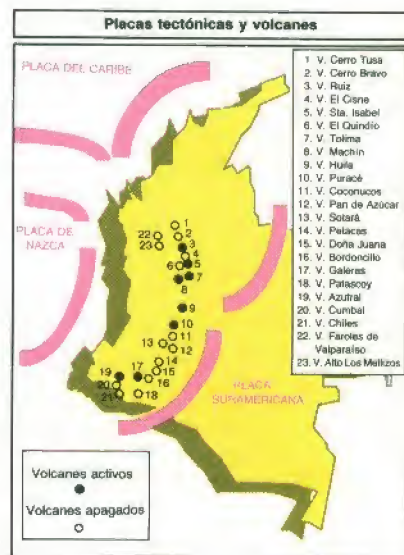 Placas tectónicas y volcanes
PLACA DEL CARIBE
PLACA DE
NAZCA
PLACA
SURAMERICANA
1 V. Cerro Tusa
2 V. Cerro Bravo
3 V. Ruiz
4 V. El Cisne
5 V. Sta. Isabel
6 V. El Quindío
7 V. Tolima
8 V. Machín
9 V. Huila
10 V. Puracé
11 V. Coconucos
12 V. Pan de Azúcar
13 V. Sotará
14 V. Petacas
15 V. Doña Juana
16 V. Bordoncillo
17 V. Galeras
18 V. Patascoy
19 V. Azufral
20 V. Cumbal
21 V. Chiles
22 V. Farollones de
Valparaíso
23 V. Alto Los Mellizos
1
2
22
23
3
4
6
5
7
8
9
10
11
13
12
14
19
17
15
16
20
21
18
Volcanes activos
Volcanes apagados